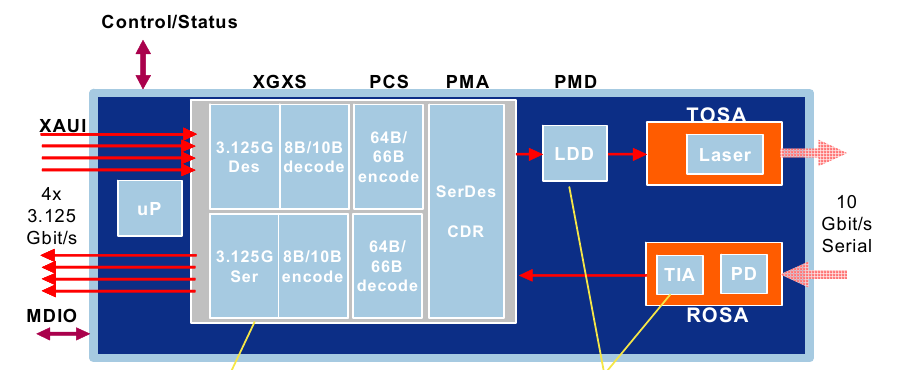 Control/Status
XGXS
PCS
PMA
PMD
XAUI
TOSA
3.125G
Des
8B/10B
decode
64B/
66B
encode
LDD
Laser
4x
3.125
Gbit/s
uP
SerDes
CDR
10
Gbit/s
Serial
3.125G
Ser
8B/10B
encode
64B/
66B
decode
TIA
PD
MDIO
ROSA